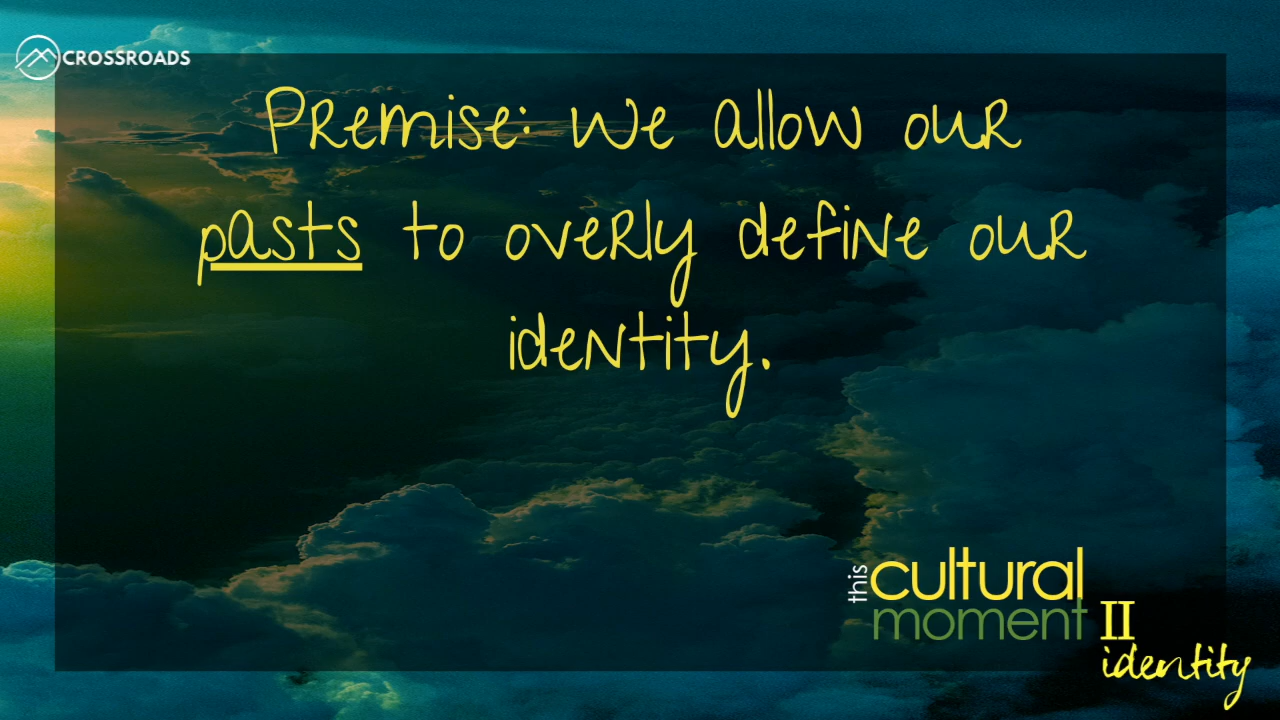 CROSSROADS
Premise: we allow our
pasts to overly define our
identity.
this
cultural
moment II
identity